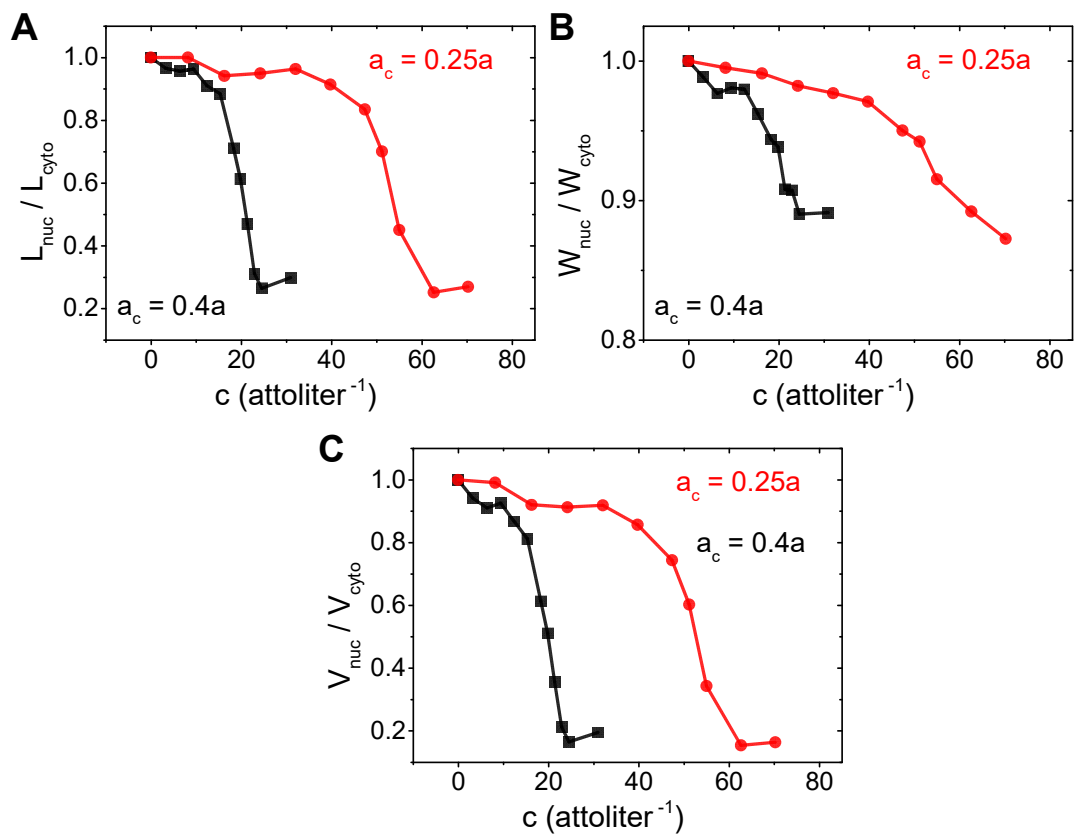 A
L_nuc / L_cyto
1.0
0.8
0.6
0.4
0.2
a_c = 0.25a
a_c = 0.4a
0 20 40 60 80
c (attoliter⁻¹)
B
W_nuc / W_cyto
1.0
0.9
0.8
a_c = 0.25a
a_c = 0.4a
0 20 40 60 80
c (attoliter⁻¹)
C
V_nuc / V_cyto
1.0
0.8
0.6
0.4
0.2
a_c = 0.25a
a_c = 0.4a
0 20 40 60 80
c (attoliter⁻¹)